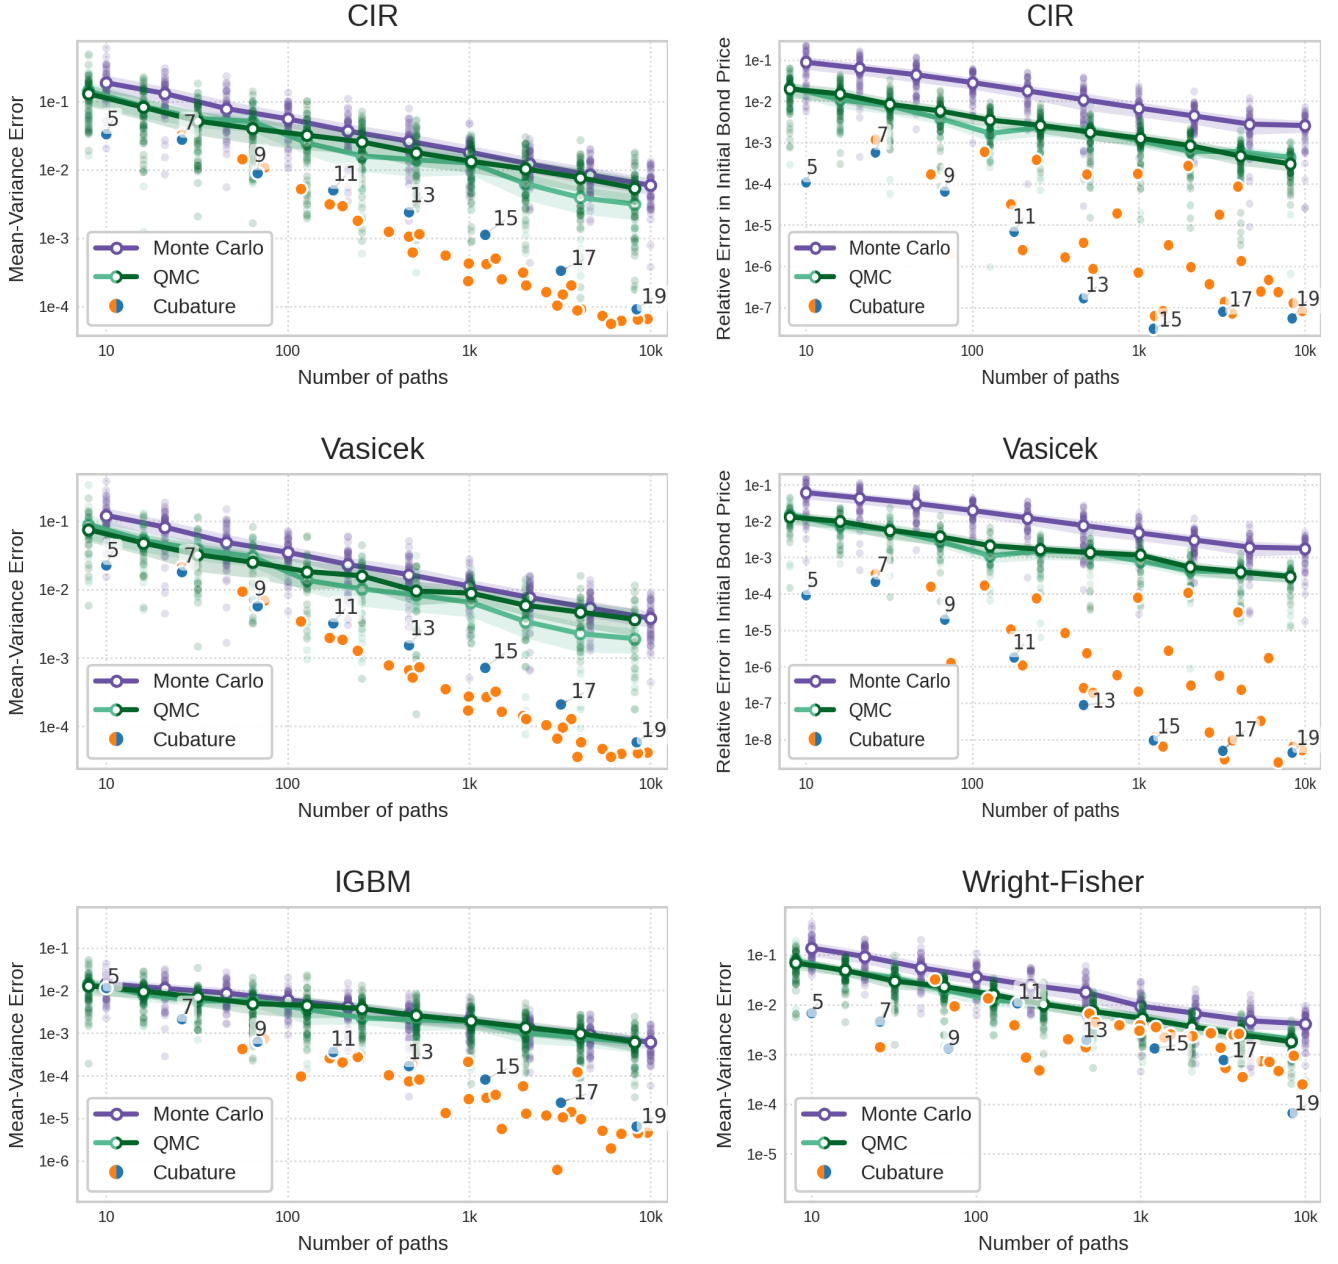 CIR
Mean-Variance Error
1e-1
1e-2
1e-3
1e-4
5
7
9
11
13
15
17
19
Monte Carlo
QMC
Cubature
10
100
1k
10k
Number of paths
CIR
Relative Error in Initial Bond Price
1e-1
1e-2
1e-3
1e-4
1e-5
1e-6
1e-7
5
7
9
11
13
15
17
19
Monte Carlo
QMC
Cubature
10
100
1k
10k
Number of paths
Vasicek
Mean-Variance Error
1e-1
1e-2
1e-3
1e-4
5
7
9
11
13
15
17
19
Monte Carlo
QMC
Cubature
10
100
1k
10k
Number of paths
Vasicek
Relative Error in Initial Bond Price
1e-1
1e-2
1e-3
1e-4
1e-5
1e-6
1e-7
1e-8
5
7
9
11
13
15
17
19
Monte Carlo
QMC
Cubature
10
100
1k
10k
Number of paths
IGBM
Mean-Variance Error
1e-1
1e-2
1e-3
1e-4
1e-5
1e-6
5
7
9
11
13
15
17
19
Monte Carlo
QMC
Cubature
10
100
1k
10k
Number of paths
Wright-Fisher
Mean-Variance Error
1e-1
1e-2
1e-3
1e-4
1e-5
5
7
9
11
13
15
17
19
Monte Carlo
QMC
Cubature
10
100
1k
10k
Number of paths